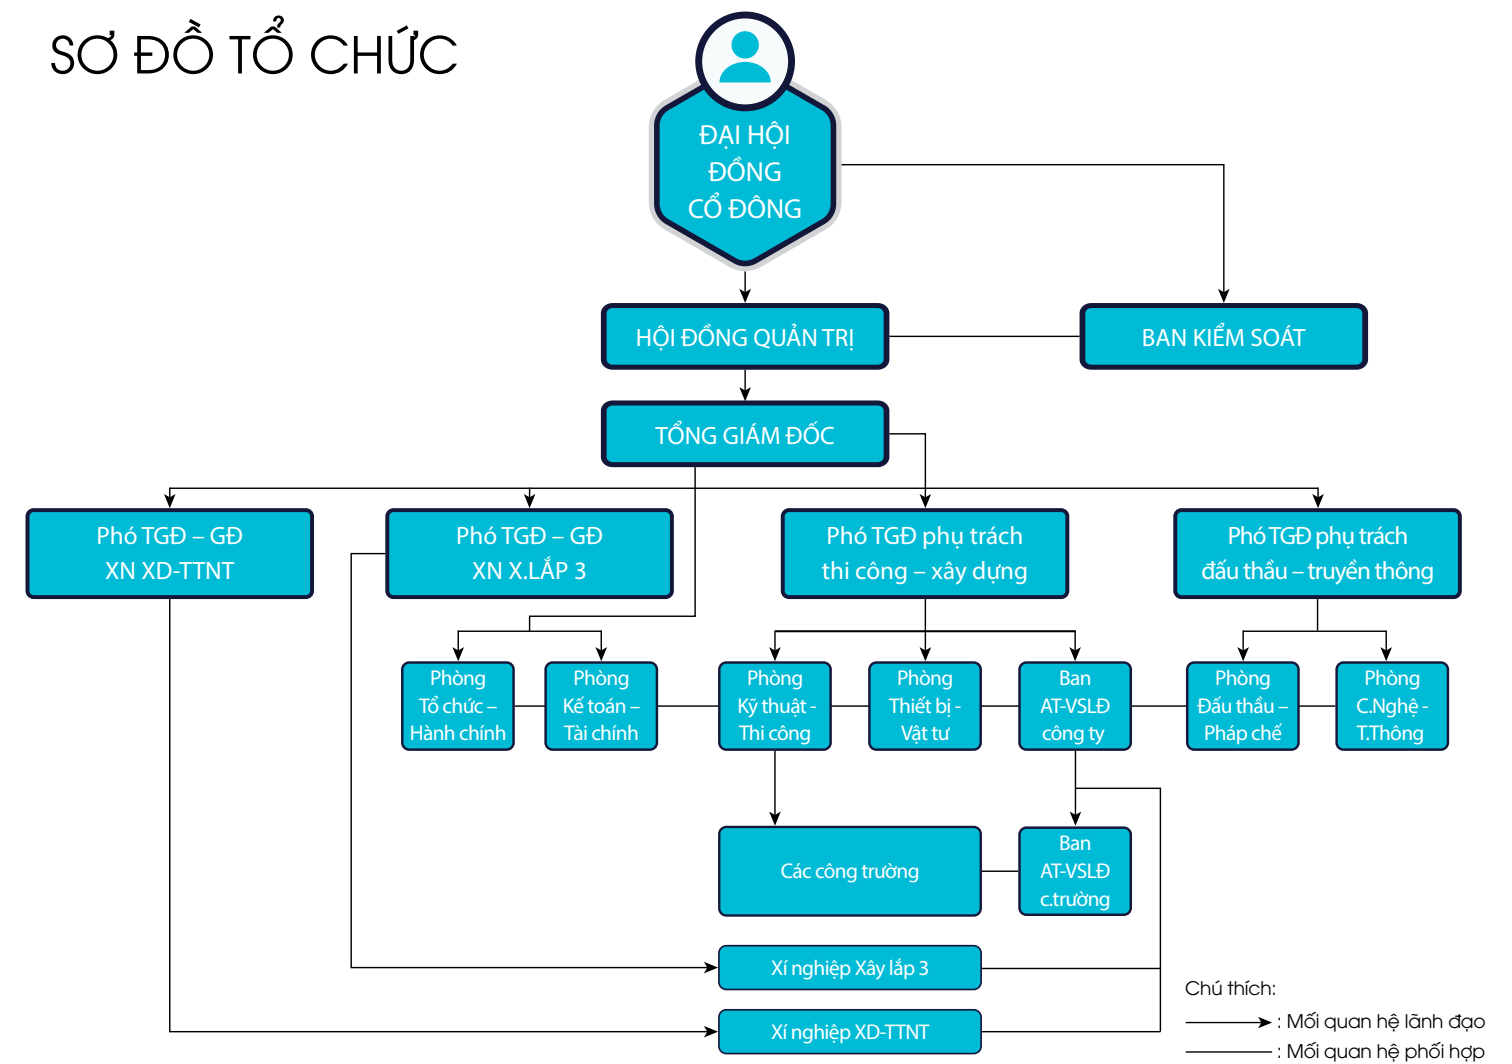 SƠ ĐỒ TỔ CHỨC
ĐẠI HỘI
ĐỒNG
CỔ ĐÔNG
HỘI ĐỒNG QUẢN TRỊ
BAN KIỂM SOÁT
TỔNG GIÁM ĐỐC
Phó TGĐ – GĐ
XN XD-TTNT
Phó TGĐ – GĐ
XN X.LẮP 3
Phó TGĐ phụ trách
thi công – xây dựng
Phó TGĐ phụ trách
đấu thầu – truyền thông
Phòng
Tổ chức –
Hành chính
Phòng
Kế toán –
Tài chính
Phòng
Kỹ thuật -
Thi công
Phòng
Thiết bị -
Vật tư
Ban
AT-VSLĐ
công ty
Phòng
Đấu thầu –
Pháp chế
Phòng
C.Nghệ -
T.Thông
Các công trường
Ban
AT-VSLĐ
c.trường
Xí nghiệp Xây lắp 3
Xí nghiệp XD-TTNT
Chú thích:
: Mối quan hệ lãnh đạo
: Mối quan hệ phối hợp